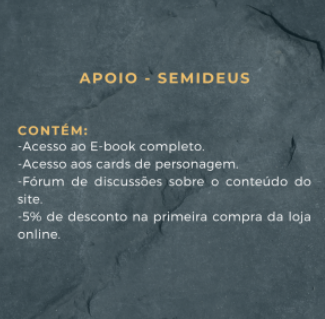 APOIO - SEMIDEUS
CONTÉM:
-Acesso ao E-book completo.
-Acesso aos cards de personagem.
-Fórum de discussões sobre o conteúdo do
site.
-5% de desconto na primeira compra da loja
online.